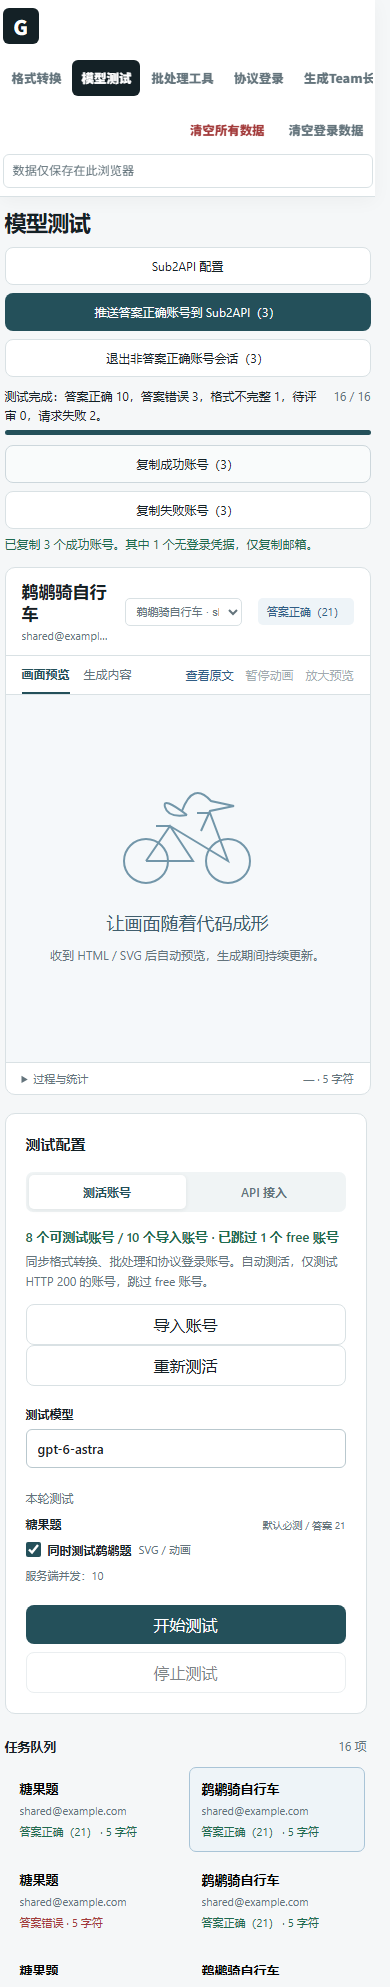 G
格式转换 模型测试 批处理工具 协议登录 生成Team长
清空所有数据 清空登录数据
数据仅保存在此浏览器
模型测试
Sub2API 配置
推送答案正确账号到 Sub2API（3）
退出非答案正确账号会话（3）
测试完成：答案正确 10，答案错误 3，格式不完整 1，待评
审 0，请求失败 2。
16 / 16
复制成功账号（3）
复制失败账号（3）
已复制 3 个成功账号。其中 1 个无登录凭据，仅复制邮箱。
鹈鹕骑自行
车
shared@exampl...
鹈鹕骑自行车 · sl
答案正确（21）
画面预览 生成内容 查看原文 暂停动画 放大预览
让画面随着代码成形
收到 HTML / SVG 后自动预览，生成期间持续更新。
▶ 过程与统计 — · 5 字符
测试配置
测活账号 API 接入
8 个可测试账号 / 10 个导入账号 · 已跳过 1 个 free 账号
同步格式转换、批处理和协议登录账号。自动测活，仅测试
HTTP 200 的账号，跳过 free 账号。
导入账号
重新测活
测试模型
gpt-6-astra
本轮测试
糖果题 默认必测 / 答案 21
同时测试鹈鹕题 SVG / 动画
服务端并发：10
开始测试
停止测试
任务队列 16 项
糖果题
shared@example.com
答案正确（21） · 5 字符
鹈鹕骑自行车
shared@example.com
答案正确（21） · 5 字符
糖果题
shared@example.com
答案错误 · 5 字符
鹈鹕骑自行车
shared@example.com
答案正确（21） · 5 字符
糖果题
鹈鹕骑自行车